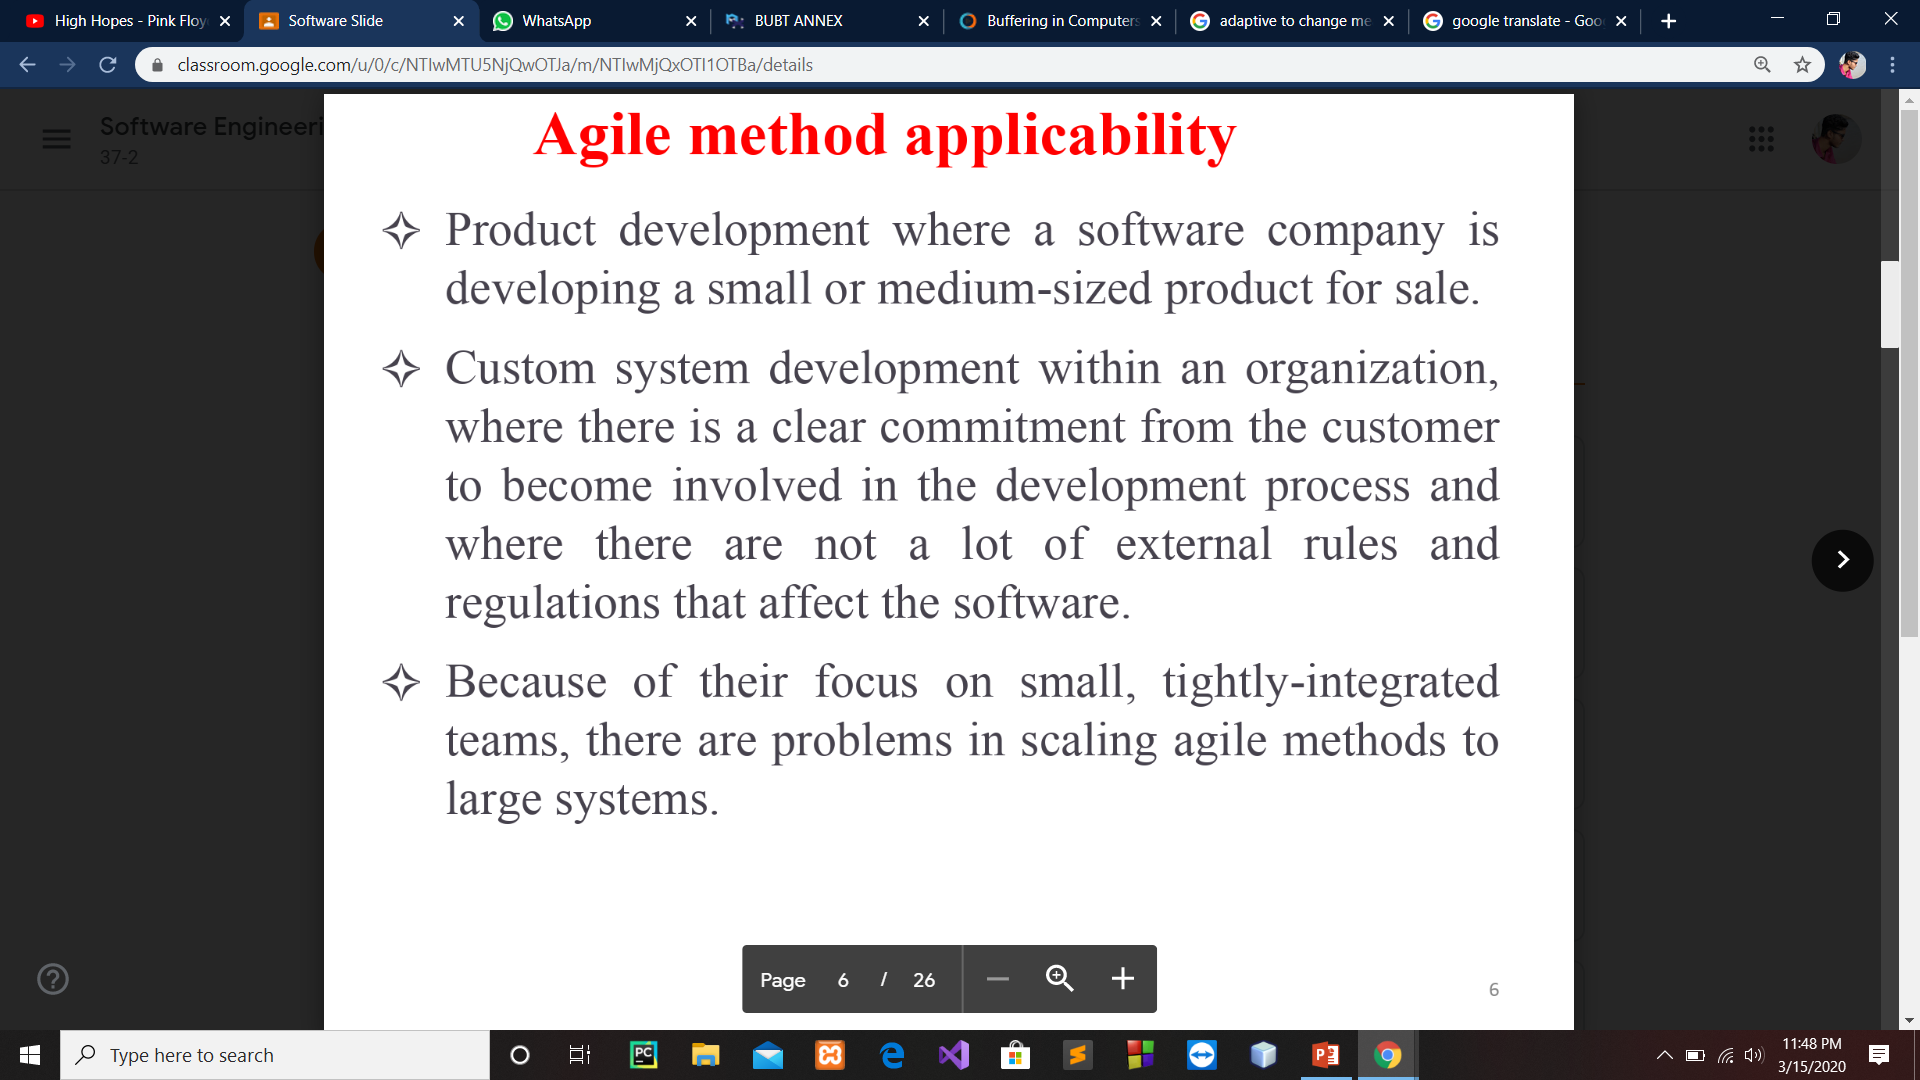 High Hopes - Pink Floy
Software Slide
WhatsApp
BUBT ANNEX
Buffering in Computers
adaptive to change me
google translate - Goo
classroom.google.com/u/0/c/NTIwMTU5NjQwOTJa/m/NTIwMjQxOTI1OTBa/details
Software Engineeri
37-2
Agile method applicability
Product development where a software company is
developing a small or medium-sized product for sale.
Custom system development within an organization,
where there is a clear commitment from the customer
to become involved in the development process and
where there are not a lot of external rules and
regulations that affect the software.
Because of their focus on small, tightly-integrated
teams, there are problems in scaling agile methods to
large systems.
Page 6 / 26
6
Type here to search
PC
11:48 PM
3/15/2020